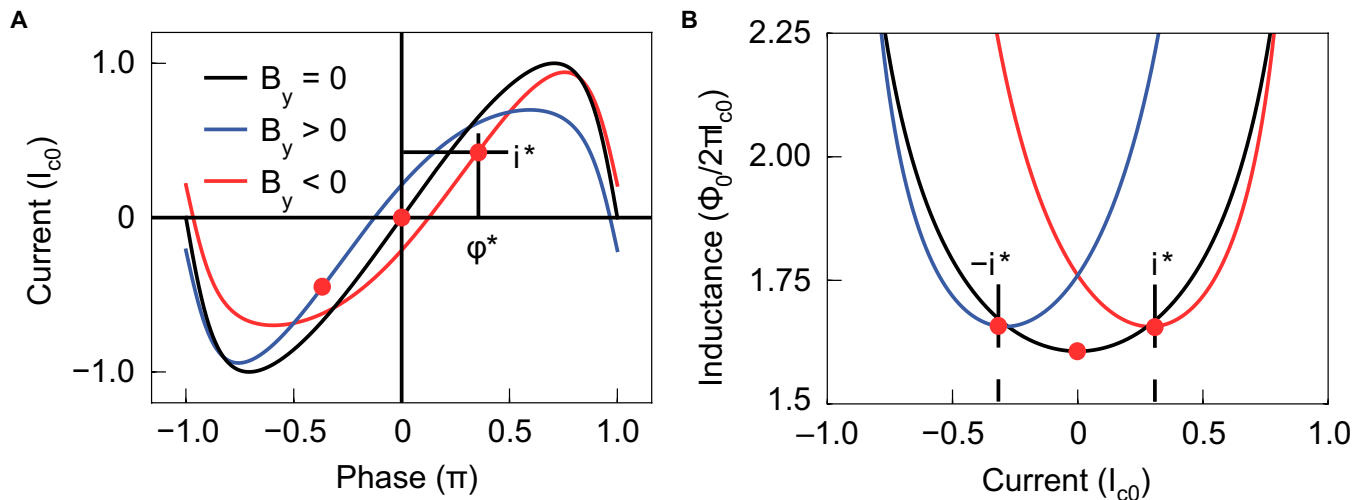 A
Current (I_c0)
1.0
0
−1.0
B_y = 0
B_y > 0
B_y < 0
i*
φ*
−1.0
−0.5
0
0.5
1.0
Phase (π)
B
Inductance (Φ_0/2πI_c0)
2.25
2.00
1.75
1.5
−i*
i*
−1.0
−0.5
0
0.5
1.0
Current (I_c0)